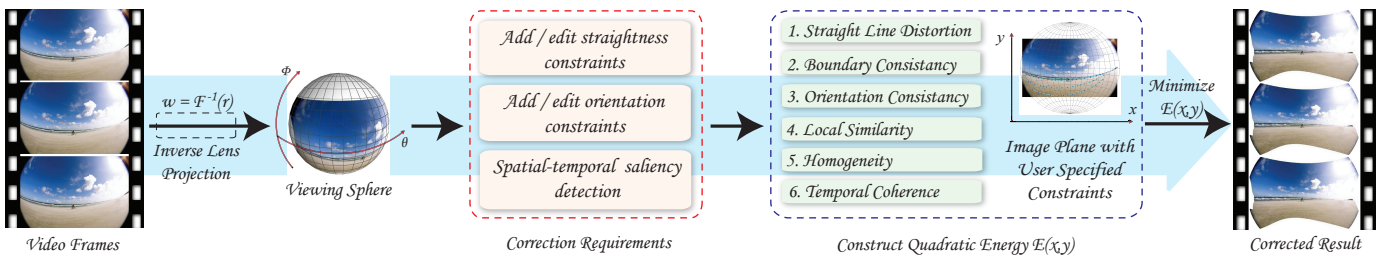 Video Frames
w = F⁻¹(r)
Inverse Lens
Projection
Φ
θ
Viewing Sphere
Add / edit straightness
constraints
Add / edit orientation
constraints
Spatial-temporal saliency
detection
Correction Requirements
1. Straight Line Distortion
2. Boundary Consistancy
3. Orientation Consistancy
4. Local Similarity
5. Homogeneity
6. Temporal Coherence
y
x
Image Plane with
User Specified
Constraints
Construct Quadratic Energy E(x,y)
Minimize
E(x,y)
Corrected Result